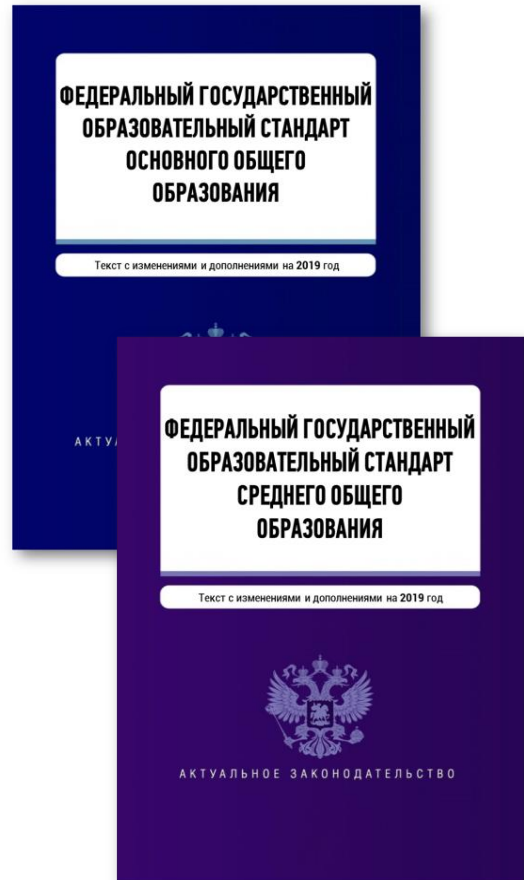 ФЕДЕРАЛЬНЫЙ ГОСУДАРСТВЕННЫЙ
ОБРАЗОВАТЕЛЬНЫЙ СТАНДАРТ
ОСНОВНОГО ОБЩЕГО
ОБРАЗОВАНИЯ
Текст с изменениями и дополнениями на 2019 год
АКТУ
ФЕДЕРАЛЬНЫЙ ГОСУДАРСТВЕННЫЙ
ОБРАЗОВАТЕЛЬНЫЙ СТАНДАРТ
СРЕДНЕГО ОБЩЕГО
ОБРАЗОВАНИЯ
Текст с изменениями и дополнениями на 2019 год
АКТУАЛЬНОЕ ЗАКОНОДАТЕЛЬСТВО